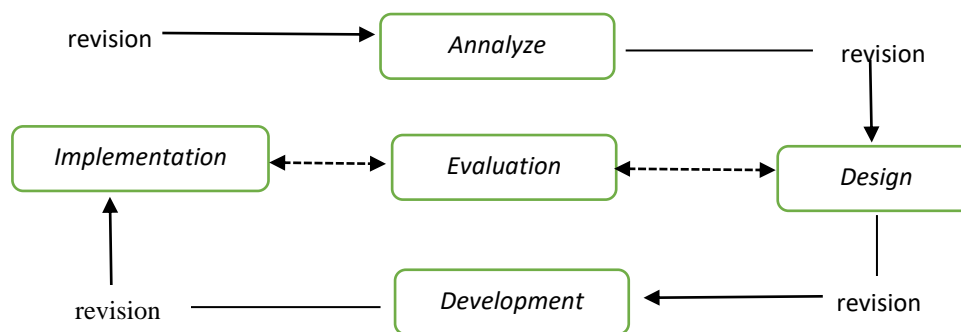 revision
Annalyze
revision
Implementation
Evaluation
Design
revision
Development
revision